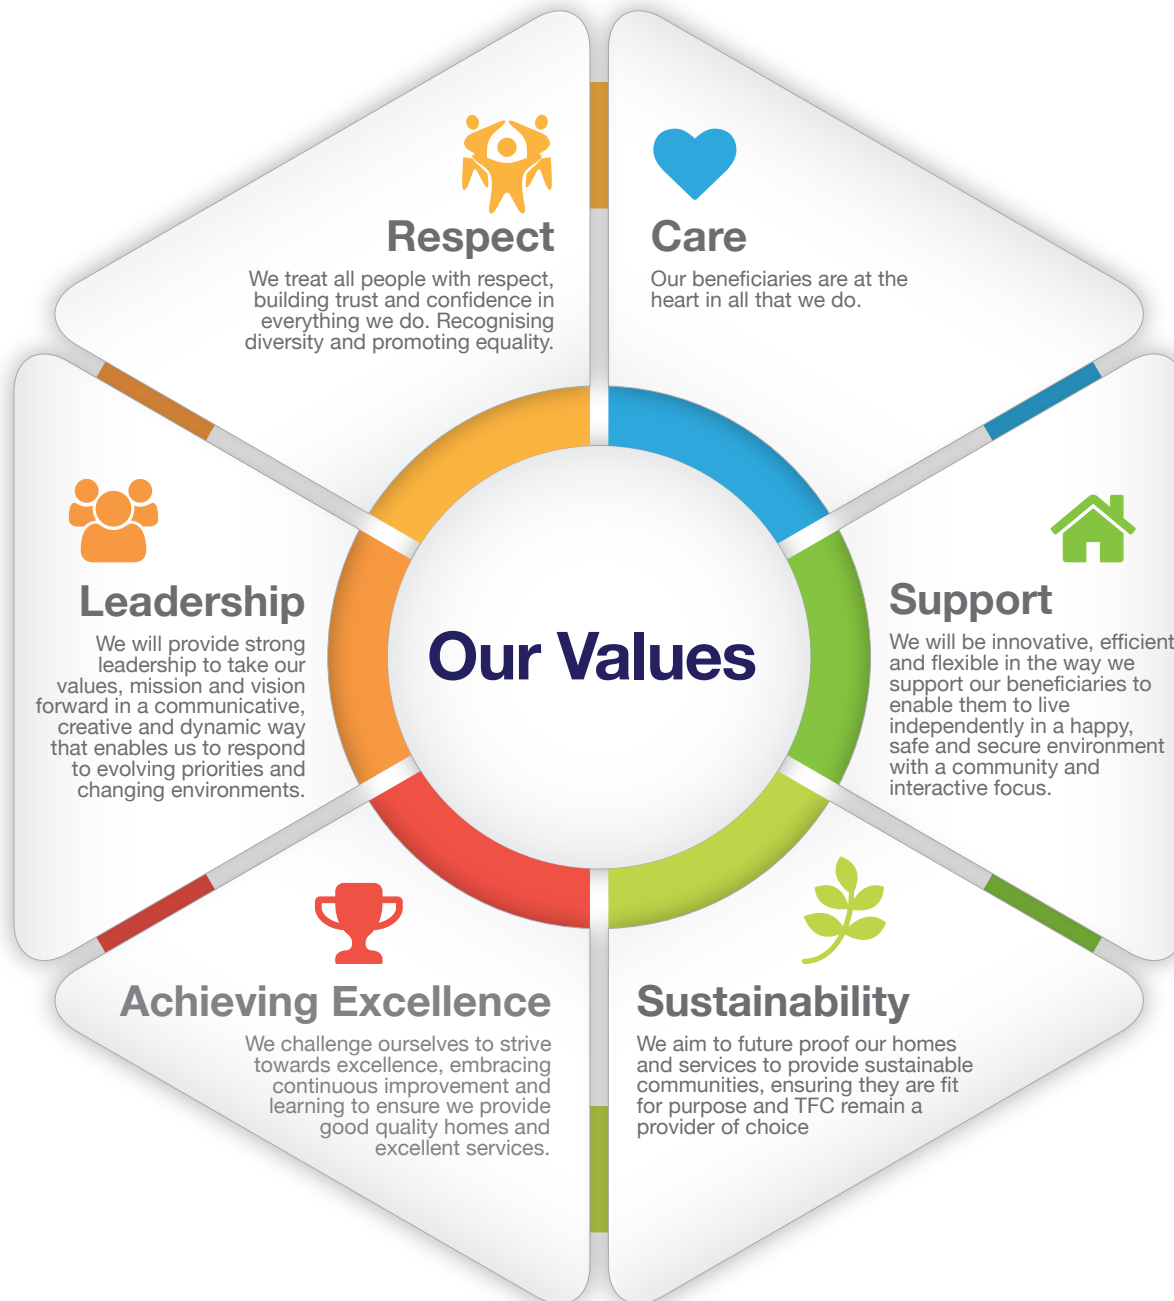 Respect
We treat all people with respect,
building trust and confidence in
everything we do. Recognising
diversity and promoting equality.
Care
Our beneficiaries are at the
heart in all that we do.
Leadership
We will provide strong
leadership to take our
values, mission and vision
forward in a communicative,
creative and dynamic way
that enables us to respond
to evolving priorities and
changing environments.
Our Values
Support
We will be innovative, efficient
and flexible in the way we
support our beneficiaries to
enable them to live
independently in a happy,
safe and secure environment
with a community and
interactive focus.
Achieving Excellence
We challenge ourselves to strive
towards excellence, embracing
continuous improvement and
learning to ensure we provide
good quality homes and
excellent services.
Sustainability
We aim to future proof our homes
and services to provide sustainable
communities, ensuring they are fit
for purpose and TFC remain a
provider of choice